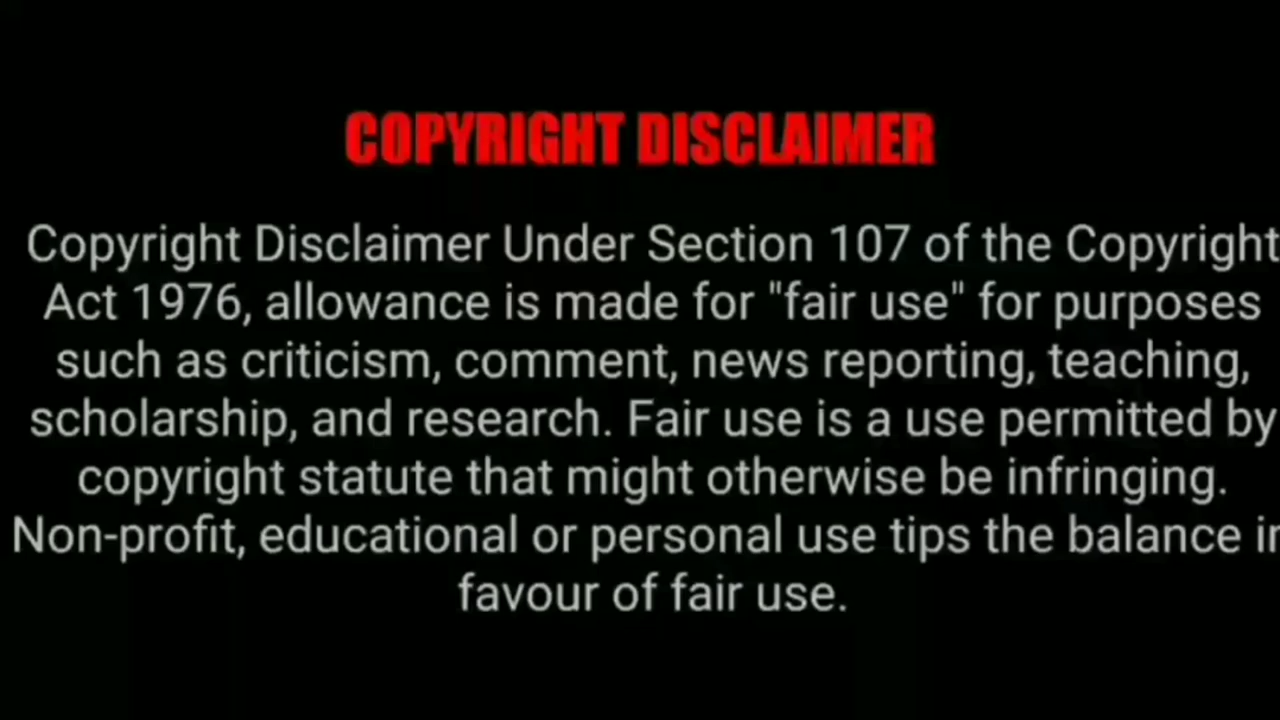 COPYRIGHT DISCLAIMER
Copyright Disclaimer Under Section 107 of the Copyright
Act 1976, allowance is made for "fair use" for purposes
such as criticism, comment, news reporting, teaching,
scholarship, and research. Fair use is a use permitted by
copyright statute that might otherwise be infringing.
Non-profit, educational or personal use tips the balance in
favour of fair use.